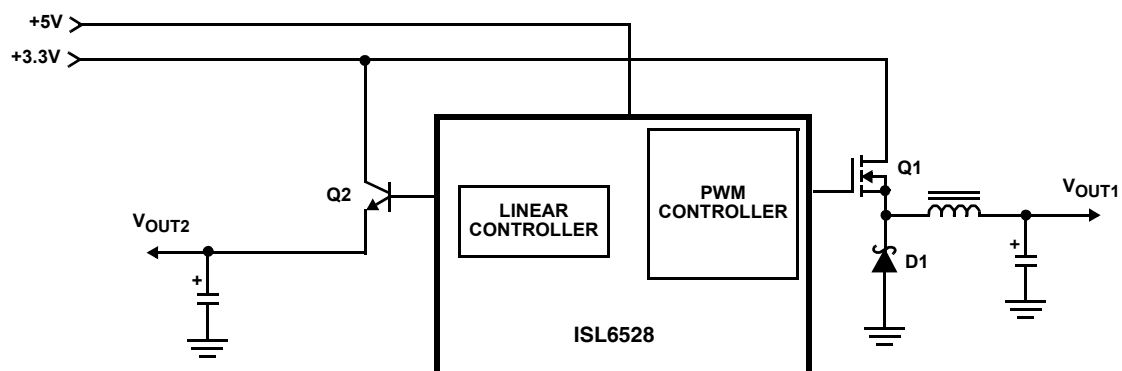 +5V
+3.3V
Q1
Q2
LINEAR
CONTROLLER
PWM
CONTROLLER
VOUT1
VOUT2
D1
+
+
ISL6528